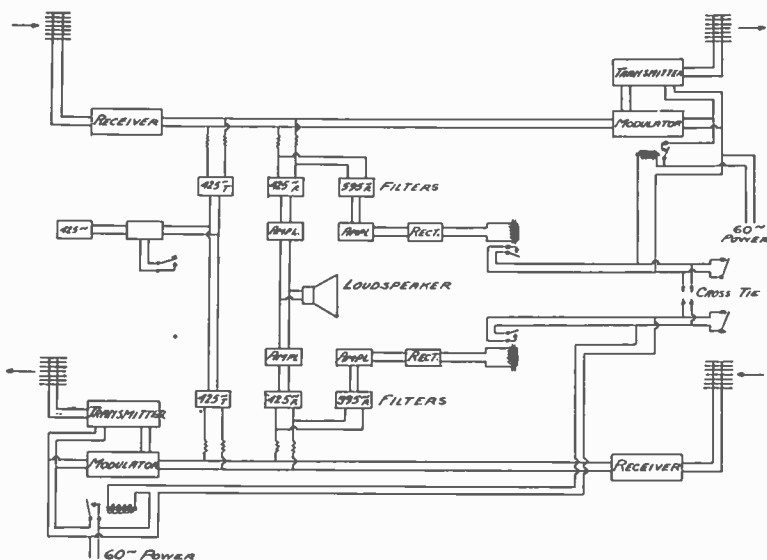 TRANSMITTER
RECEIVER
MODULATOR
425~T
425~R
595~R
FILTERS
60~
POWER
425~
AMPL.
AMPL
RECT.
LOUDSPEAKER
CROSS TIE
AMPL
AMPL
RECT.
TRANSMITTER
425~T
425~R
FILTERS
MODULATOR
RECEIVER
60~ POWER